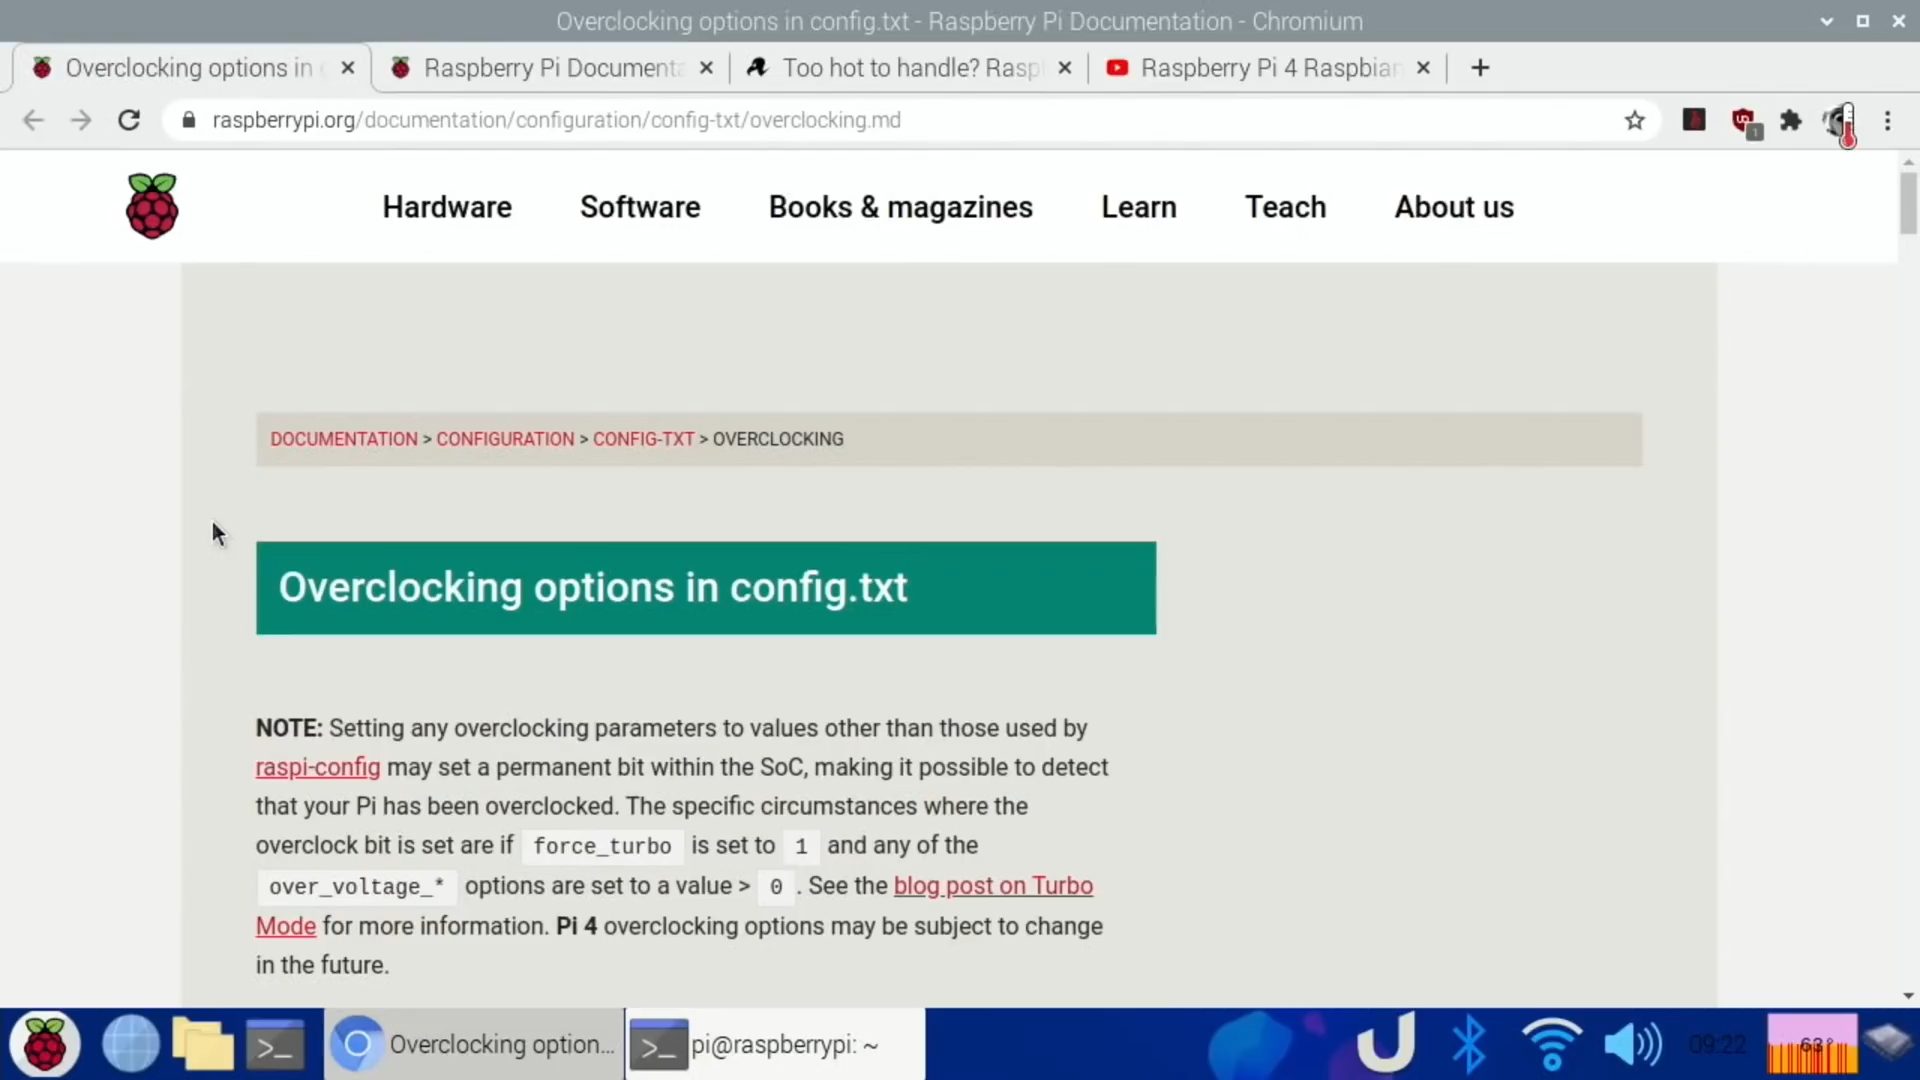 Overclocking options in config.txt - Raspberry Pi Documentation - Chromium
Overclocking options in
Raspberry Pi Documenta
Too hot to handle? Rasp
Raspberry Pi 4 Raspbian
raspberrypi.org/documentation/configuration/config-txt/overclocking.md
1
Hardware
Software
Books & magazines
Learn
Teach
About us
DOCUMENTATION > CONFIGURATION > CONFIG-TXT > OVERCLOCKING
Overclocking options in config.txt
NOTE: Setting any overclocking parameters to values other than those used by
raspi-config may set a permanent bit within the SoC, making it possible to detect
that your Pi has been overclocked. The specific circumstances where the
overclock bit is set are if force_turbo is set to 1 and any of the
over_voltage_* options are set to a value > 0 . See the blog post on Turbo
Mode for more information. Pi 4 overclocking options may be subject to change
in the future.
Overclocking option...
pi@raspberrypi: ~
09:22
63°